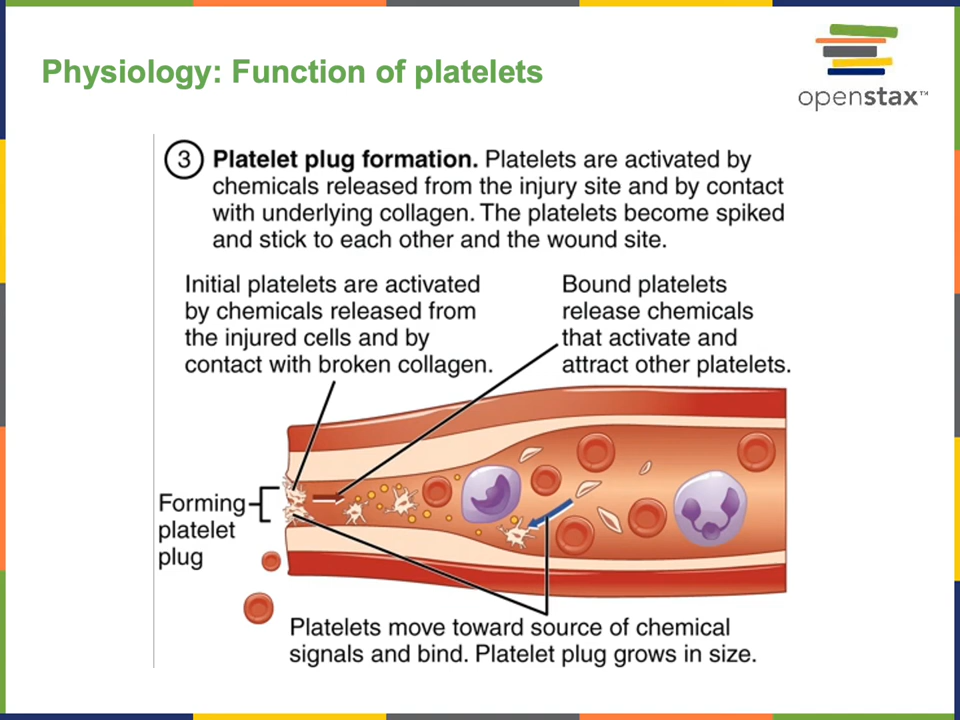 Physiology: Function of platelets
openstax™
3 Platelet plug formation. Platelets are activated by
chemicals released from the injury site and by contact
with underlying collagen. The platelets become spiked
and stick to each other and the wound site.
Initial platelets are activated
by chemicals released from
the injured cells and by
contact with broken collagen.
Bound platelets
release chemicals
that activate and
attract other platelets.
Forming
platelet
plug
Platelets move toward source of chemical
signals and bind. Platelet plug grows in size.